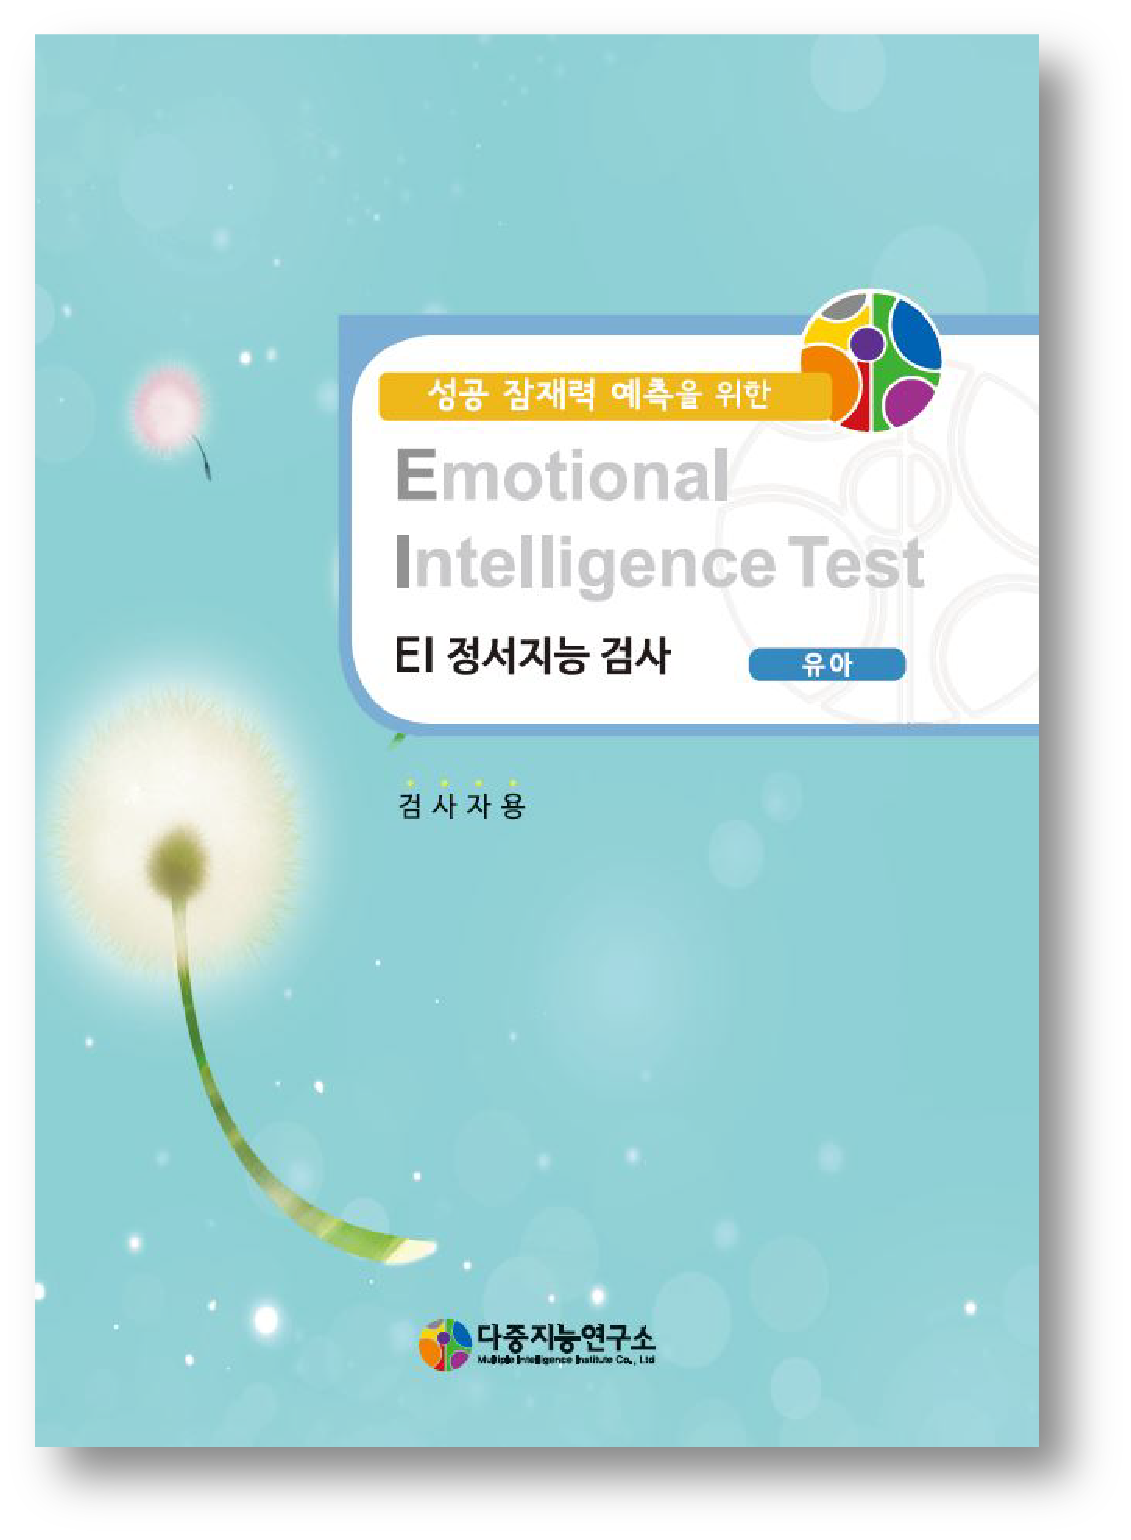 성공 잠재력 예측을 위한
Emotional
Intelligence Test
EI 정서지능 검사
유아
검사자용
다중지능연구소
Multiple Intelligence Institute Co., Ltd